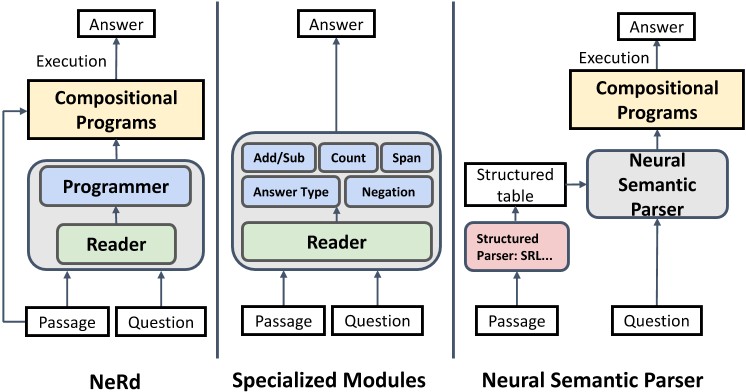 Answer
Execution
Compositional
Programs
Programmer
Reader
Passage
Question
NeRd
Answer
Add/Sub
Count
Span
Answer Type
Negation
Reader
Passage
Question
Specialized Modules
Answer
Execution
Compositional
Programs
Neural
Semantic
Parser
Structured
table
Structured
Parser: SRL...
Passage
Question
Neural Semantic Parser